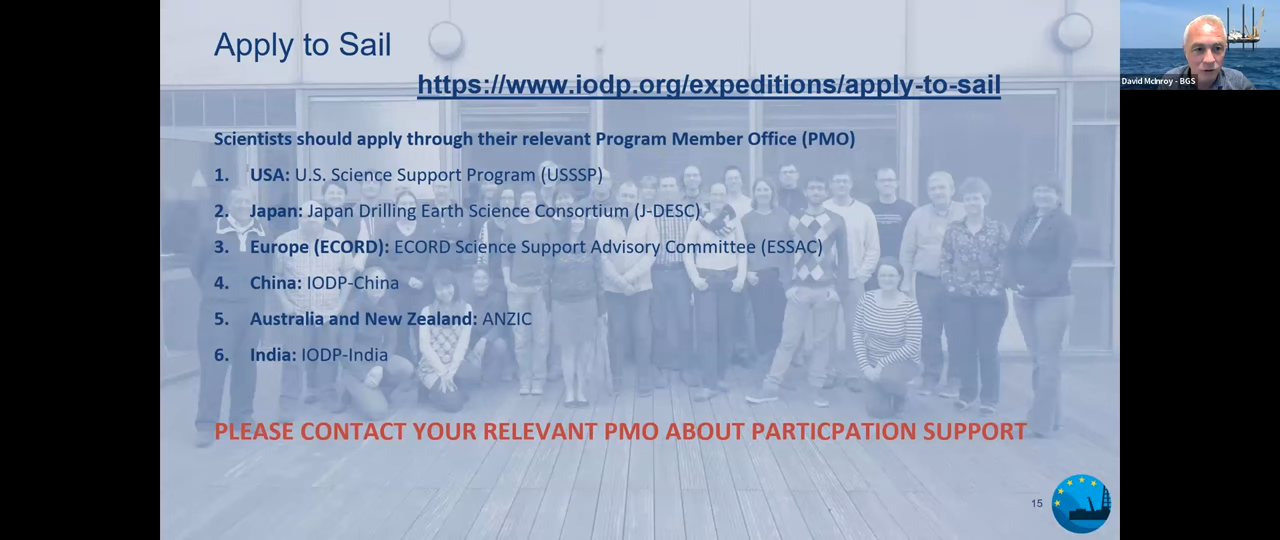 Apply to Sail
https://www.iodp.org/expeditions/apply-to-sail
Scientists should apply through their relevant Program Member Office (PMO)
1. USA: U.S. Science Support Program (USSSP)
2. Japan: Japan Drilling Earth Science Consortium (J-DESC)
3. Europe (ECORD): ECORD Science Support Advisory Committee (ESSAC)
4. China: IODP-China
5. Australia and New Zealand: ANZIC
6. India: IODP-India
PLEASE CONTACT YOUR RELEVANT PMO ABOUT PARTICPATION SUPPORT
15
David McInroy - BGS